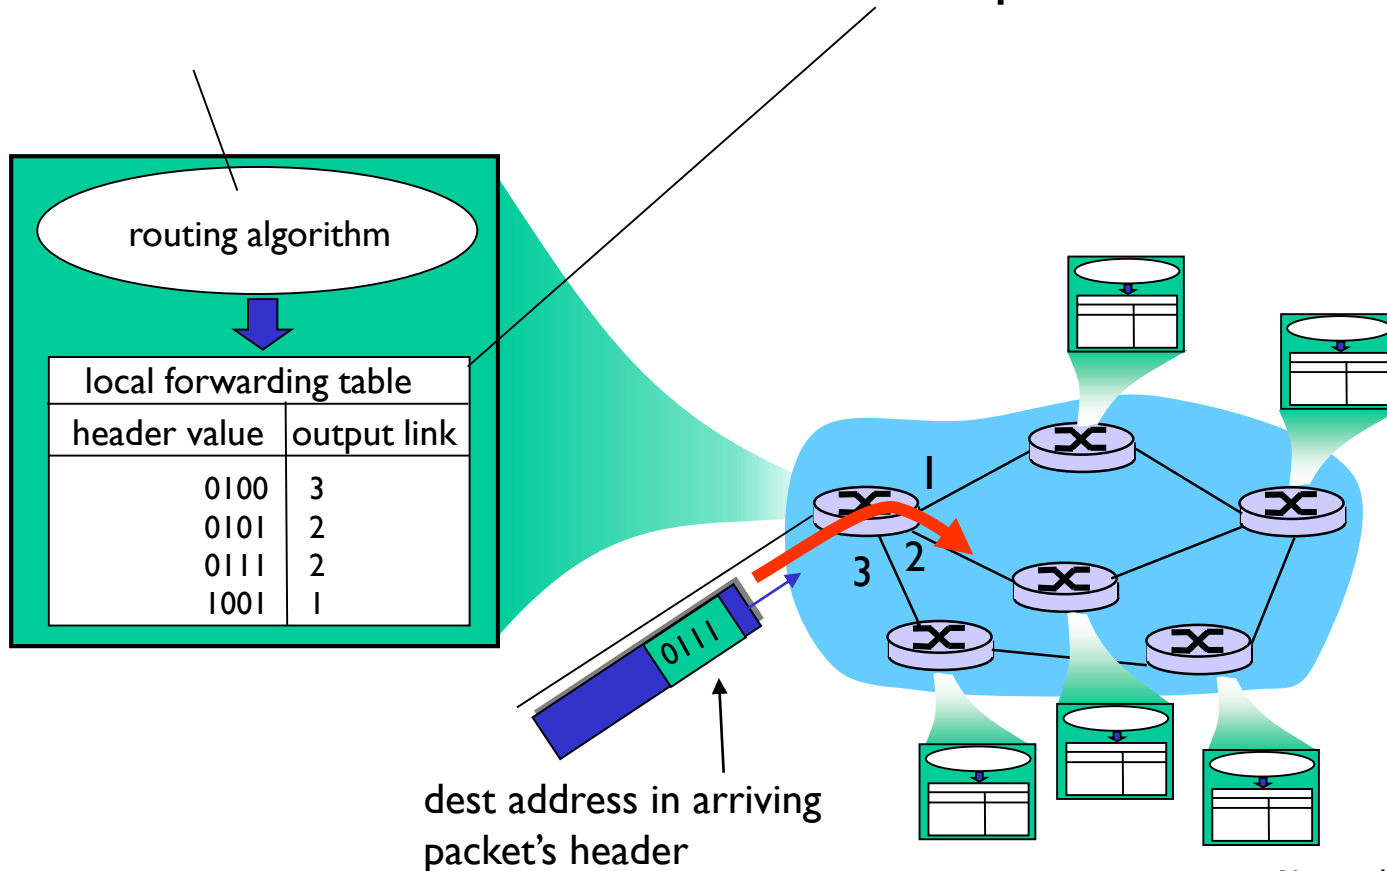 routing algorithm
local forwarding table
header value output link
0100 3
0101 2
0111 2
1001 1
1
2
3
0111
dest address in arriving
packet's header